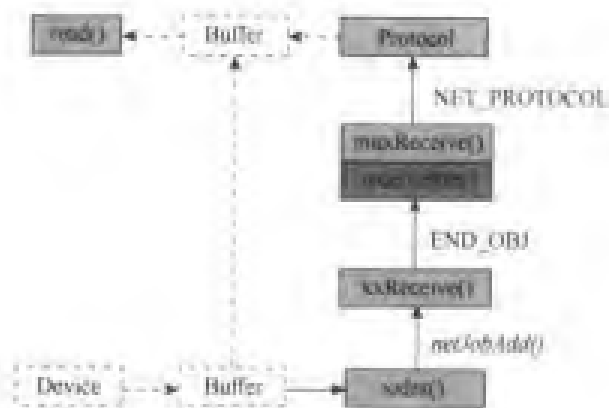 read()
Buffer
Protocol
NET_PROTOCOL
muxReceive()
END_OBJ
xxReceive()
netJobAdd()
Device
Buffer